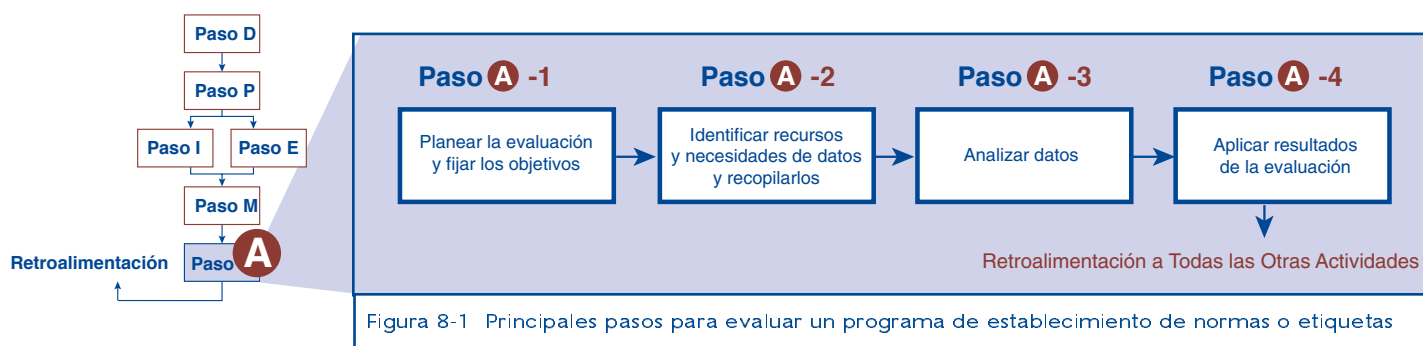 Paso D
Paso P
Paso I
Paso E
Paso M
Paso A
Retroalimentación
Paso A -1
Planear la evaluación
y fijar los objetivos
Paso A -2
Identificar recursos
y necesidades de datos
y recopilarlos
Paso A -3
Analizar datos
Paso A -4
Aplicar resultados
de la evaluación
Retroalimentación a Todas las Otras Actividades
Figura 8-1 Principales pasos para evaluar un programa de establecimiento de normas o etiquetas